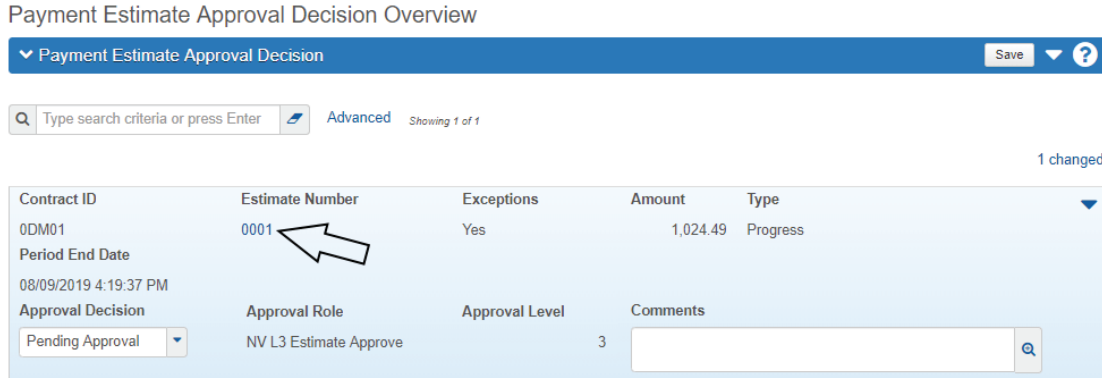 Payment Estimate Approval Decision Overview
Payment Estimate Approval Decision Save ?
Type search criteria or press Enter Advanced Showing 1 of 1
1 changed
Contract ID Estimate Number Exceptions Amount Type
0DM01 0001 Yes 1,024.49 Progress
Period End Date
08/09/2019 4:19:37 PM
Approval Decision Approval Role Approval Level Comments
Pending Approval NV L3 Estimate Approve 3